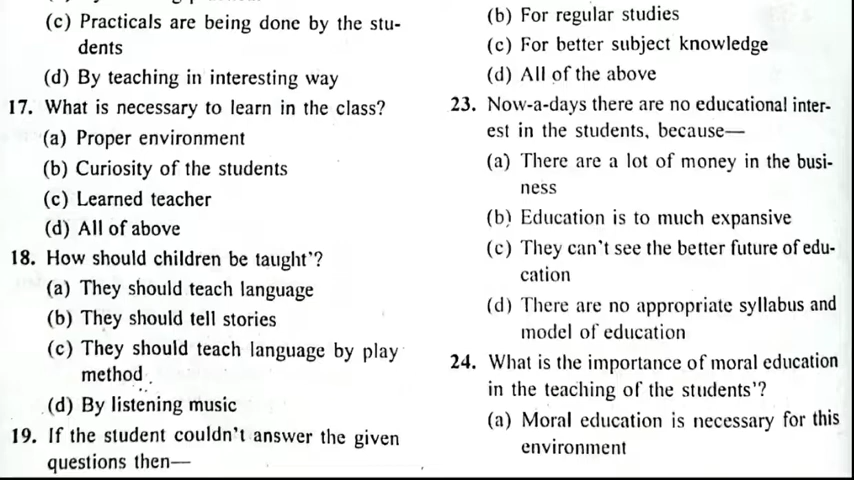 (c) Practicals are being done by the stu-
dents
(d) By teaching in interesting way
17. What is necessary to learn in the class?
(a) Proper environment
(b) Curiosity of the students
(c) Learned teacher
(d) All of above
18. How should children be taught'?
(a) They should teach language
(b) They should tell stories
(c) They should teach language by play
method
(d) By listening music
19. If the student couldn't answer the given
questions then—
(b) For regular studies
(c) For better subject knowledge
(d) All of the above
23. Now-a-days there are no educational inter-
est in the students, because—
(a) There are a lot of money in the busi-
ness
(b) Education is to much expansive
(c) They can't see the better future of edu-
cation
(d) There are no appropriate syllabus and
model of education
24. What is the importance of moral education
in the teaching of the students'?
(a) Moral education is necessary for this
environment